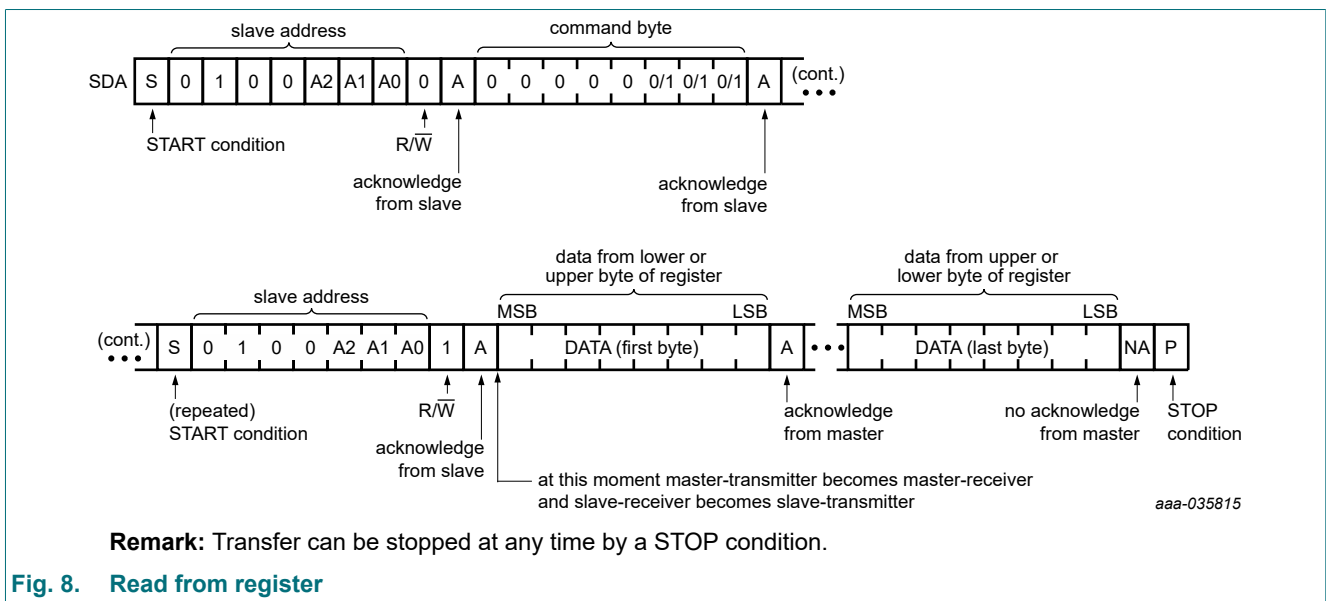 slave address
command byte
SDA S 0 1 0 0 A2 A1 A0 0 A 0 0 0 0 0 0/1 0/1 0/1 A (cont.)
START condition
R/W̅
acknowledge
from slave
acknowledge
from slave
data from lower or
upper byte of register
data from upper or
lower byte of register
slave address
MSB LSB MSB LSB
(cont.) S 0 1 0 0 A2 A1 A0 1 A DATA (first byte) A DATA (last byte) NA P
(repeated)
START condition
R/W̅
acknowledge
from slave
acknowledge
from master
no acknowledge
from master
STOP
condition
at this moment master-transmitter becomes master-receiver
and slave-receiver becomes slave-transmitter
aaa-035815
Remark: Transfer can be stopped at any time by a STOP condition.
Fig. 8. Read from register